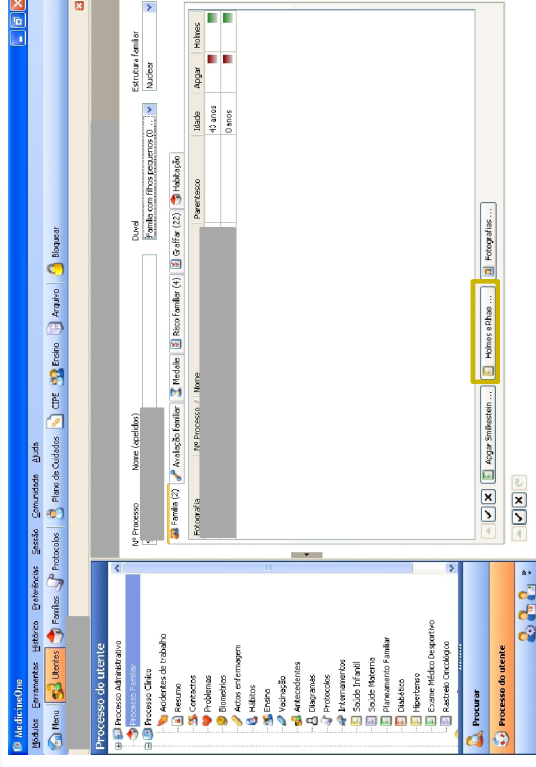 MedicineOne
Módulos Ferramentas Histórico Preferências Sessão Comunidade Ajuda
Menu Utentes Famílias Protocolos Plano de Cuidados CIPE Ensino Arquivo Bloquear
Processo do utente
Processo Administrativo
Processo Familiar
Processo Clínico
Acidentes de trabalho
Resumo
Contactos
Problemas
Biometrias
Actos enfermagem
Hábitos
Ensino
Vacinação
Antecedentes
Diagramas
Protocolos
Internamentos
Saúde Infantil
Saúde Materna
Planeamento Familiar
Diabético
Hipertenso
Exame Médico Desportivo
Rastreio Oncológico
Procurar
Processo do utente
Nº Processo Nome (apelidos) Duval Estrutura familiar
Família com filhos pequenos (0 ... Nuclear
Família (2) Avaliação familiar Medalie Risco familiar (4) Graffar (22) Habitação
Fotografia Nº Processo / Nome Parentesco Idade Apgar Holmes
40 anos
0 anos
Apgar Smilkestein ... Holmes e Rhae ... Fotografias ...